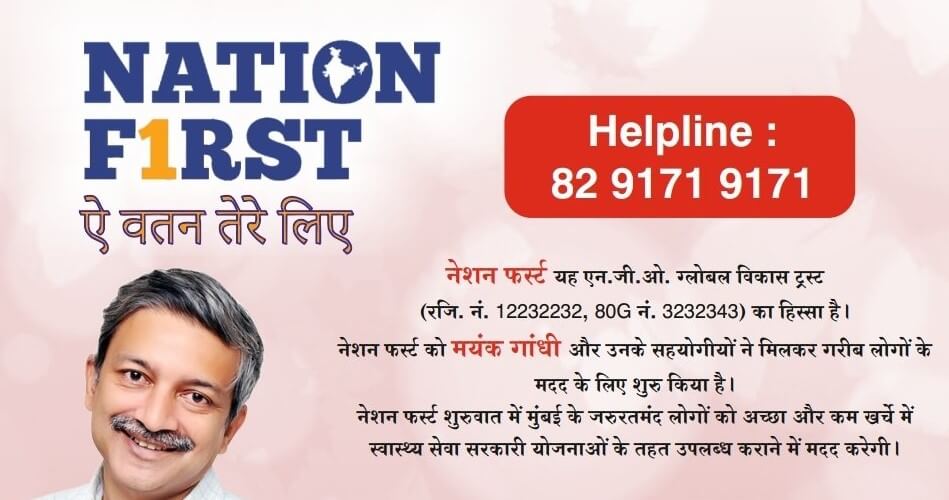 NATION
F1RST
ऐ वतन तेरे लिए
Helpline :
82 9171 9171
नेशन फर्स्ट यह एन.जी.ओ. ग्लोबल विकास ट्रस्ट
(रजि. नं. 12232232, 80G नं. 3232343) का हिस्सा है।
नेशन फर्स्ट को मयंक गांधी और उनके सहयोगीयों ने मिलकर गरीब लोगों के
मदद के लिए शुरु किया है।
नेशन फर्स्ट शुरुवात में मुंबई के जरुरतमंद लोगों को अच्छा और कम खर्चे में
स्वास्थ्य सेवा सरकारी योजनाओं के तहत उपलब्ध कराने में मदद करेगी।